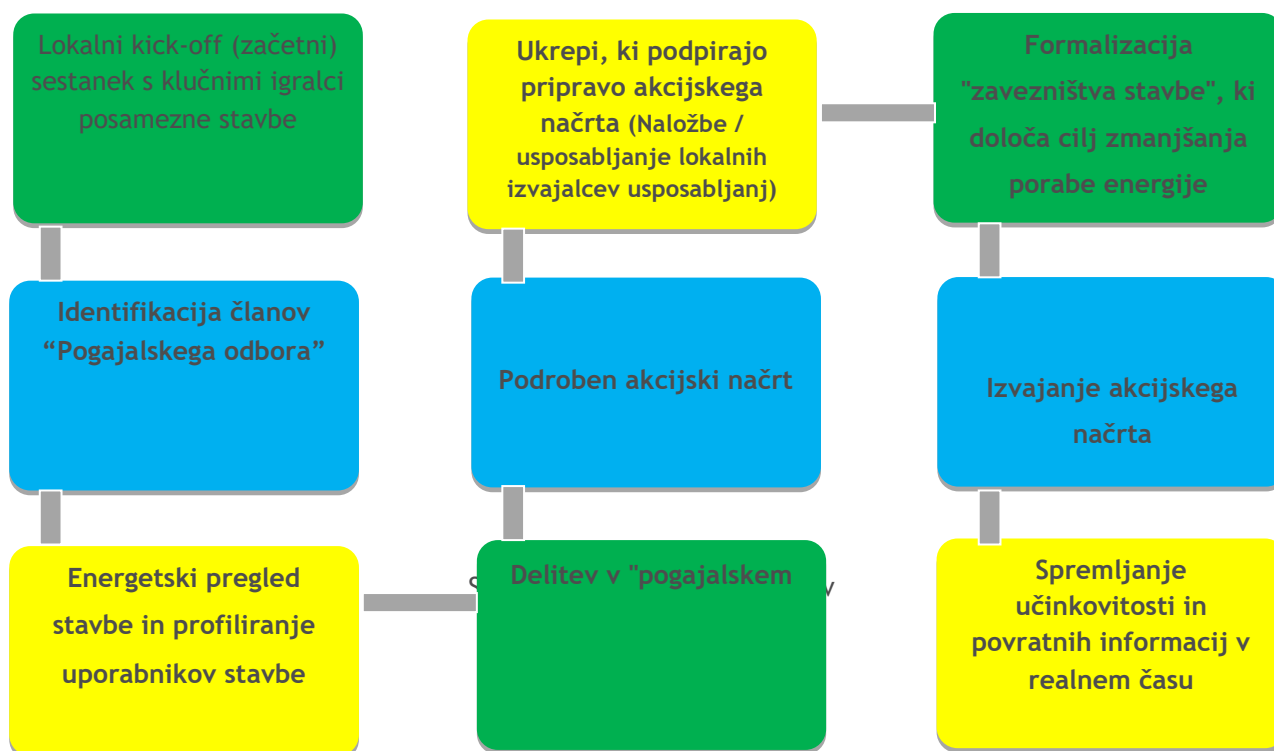 Lokalni kick-off (začetni)
sestanek s klučnimi igralci
posamezne stavbe
Identifikacija članov
“Pogajalskega odbora”
Energetski pregled
stavbe in profiliranje
uporabnikov stavbe
Delitev v "pogajalskem
Podroben akcijski načrt
Ukrepi, ki podpirajo
pripravo akcijskega
načrta (Naložbe /
usposabljanje lokalnih
izvajalcev usposabljanj)
Formalizacija
"zavezništva stavbe", ki
določa cilj zmanjšanja
porabe energije
Izvajanje akcijskega
načrta
Spremljanje
učinkovitosti in
povratnih informacij v
realnem času